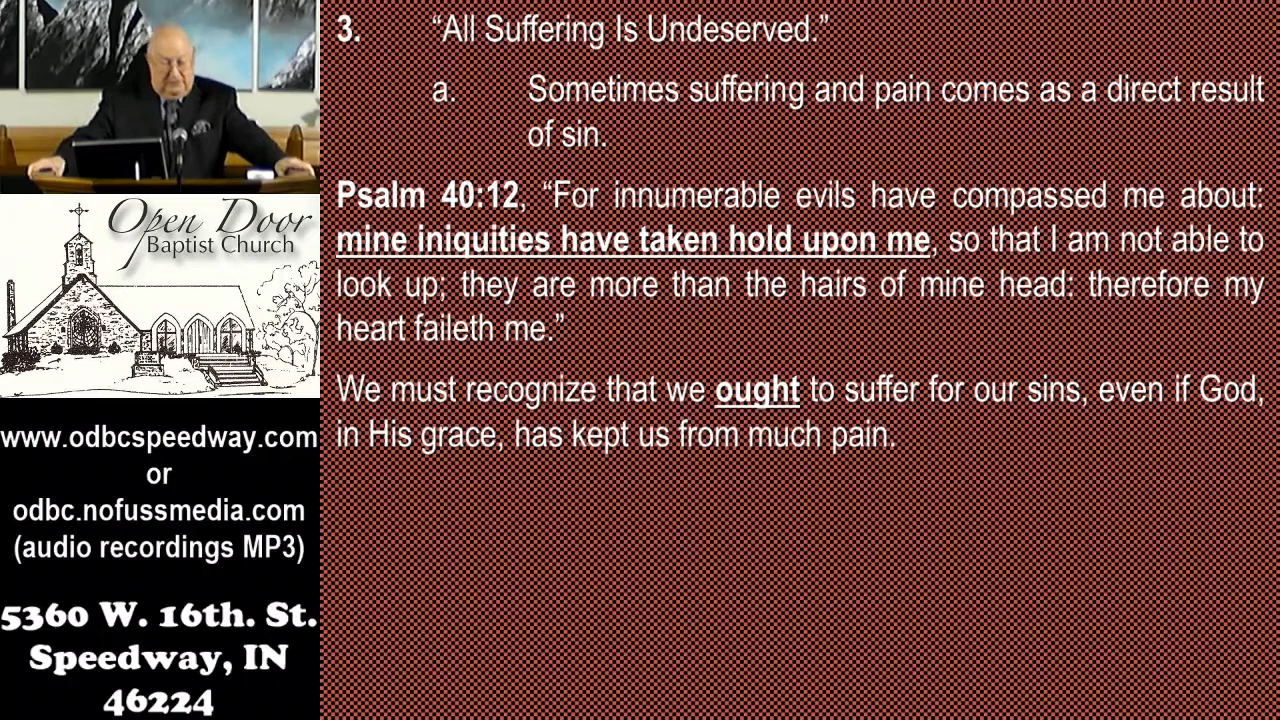 3. “All Suffering Is Undeserved.”
a. Sometimes suffering and pain comes as a direct result
of sin.
Psalm 40:12, “For innumerable evils have compassed me about:
mine iniquities have taken hold upon me, so that I am not able to
look up; they are more than the hairs of mine head: therefore my
heart faileth me.”
We must recognize that we ought to suffer for our sins, even if God,
in His grace, has kept us from much pain.
Open Door
Baptist Church
www.odbcspeedway.com
or
odbc.nofussmedia.com
(audio recordings MP3)
5360 W. 16th. St.
Speedway, IN
46224